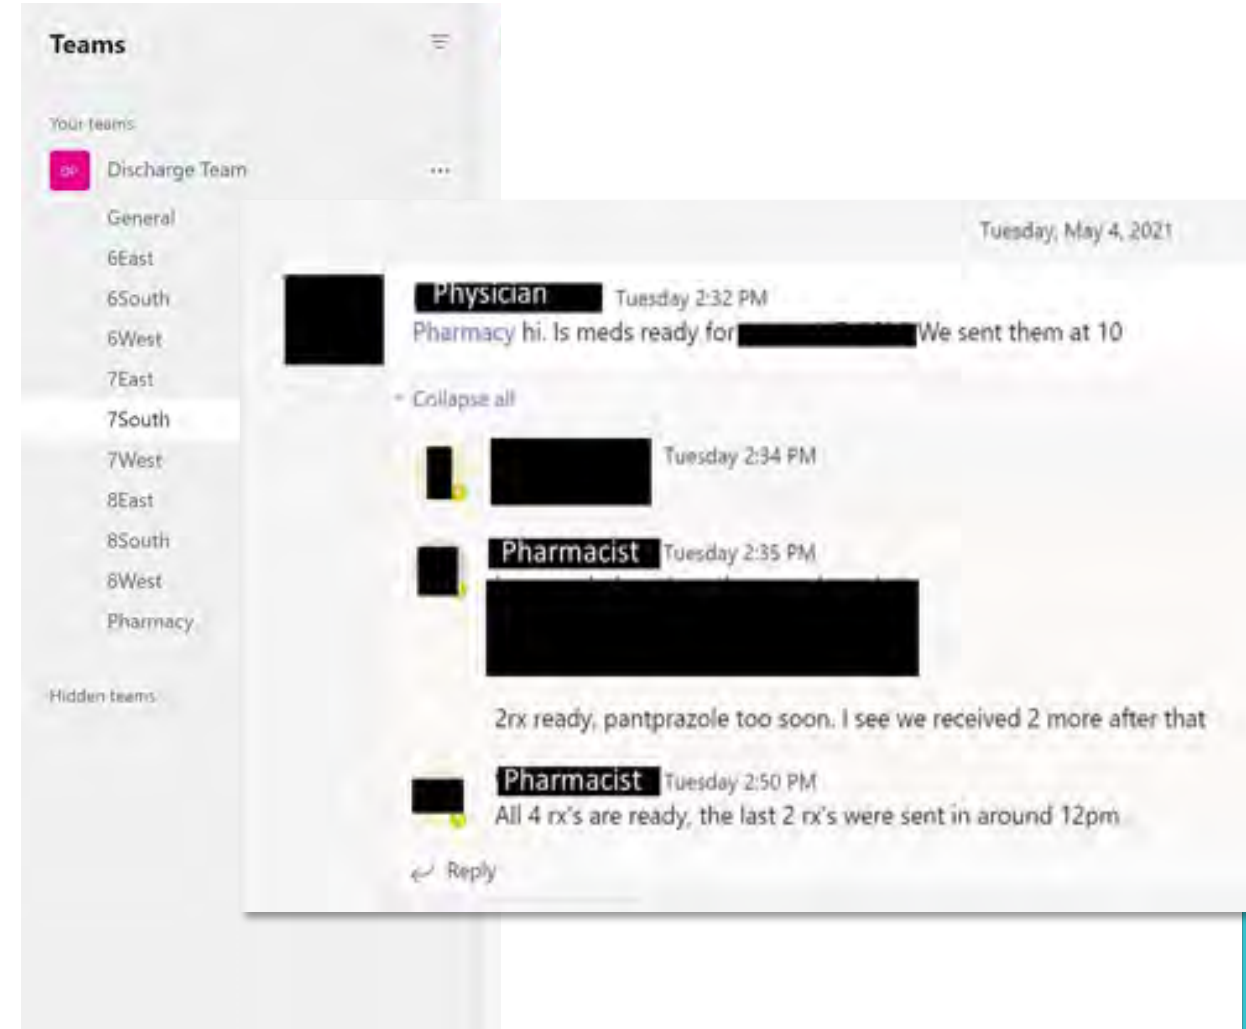 Teams
Your teams
DP
Discharge Team
General
6East
6South
6West
7East
7South
7West
8East
8South
8West
Pharmacy
Hidden teams
Tuesday, May 4, 2021
Physician Tuesday 2:32 PM
Pharmacy hi. Is meds ready for We sent them at 10
Collapse all
Tuesday 2:34 PM
Pharmacist Tuesday 2:35 PM
2rx ready, pantprazole too soon. I see we received 2 more after that
Pharmacist Tuesday 2:50 PM
All 4 rx's are ready, the last 2 rx's were sent in around 12pm
Reply